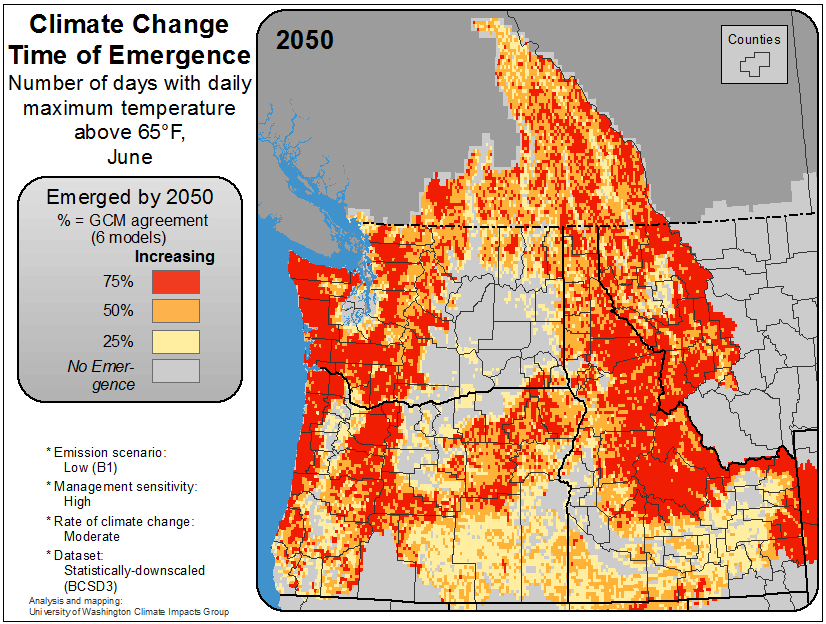 Climate Change
Time of Emergence
Number of days with daily
maximum temperature
above 65°F,
June
Emerged by 2050
% = GCM agreement
(6 models)
Increasing
75%
50%
25%
No Emer-
gence
* Emission scenario:
Low (B1)
* Management sensitivity:
High
* Rate of climate change:
Moderate
* Dataset:
Statistically-downscaled
(BCSD3)
Analysis and mapping:
University of Washington Climate Impacts Group
2050
Counties